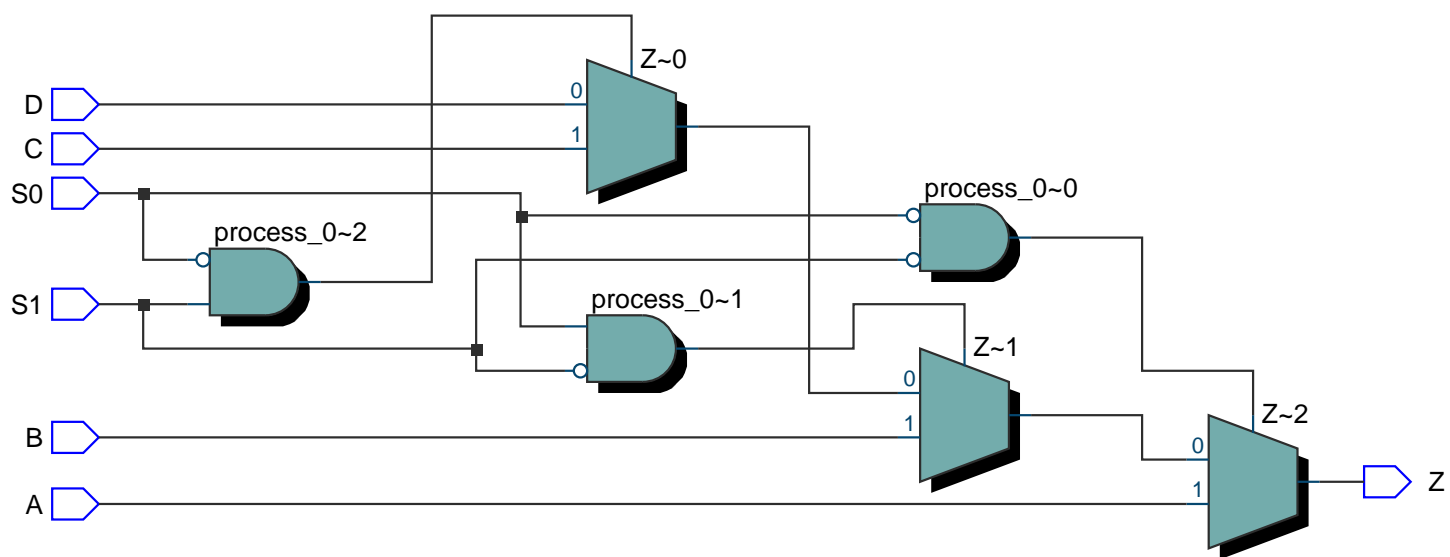 Z~0
D
0
C
1
S0
process_0~0
process_0~2
S1
process_0~1
Z~1
0
1
B
Z~2
0
1
A
Z